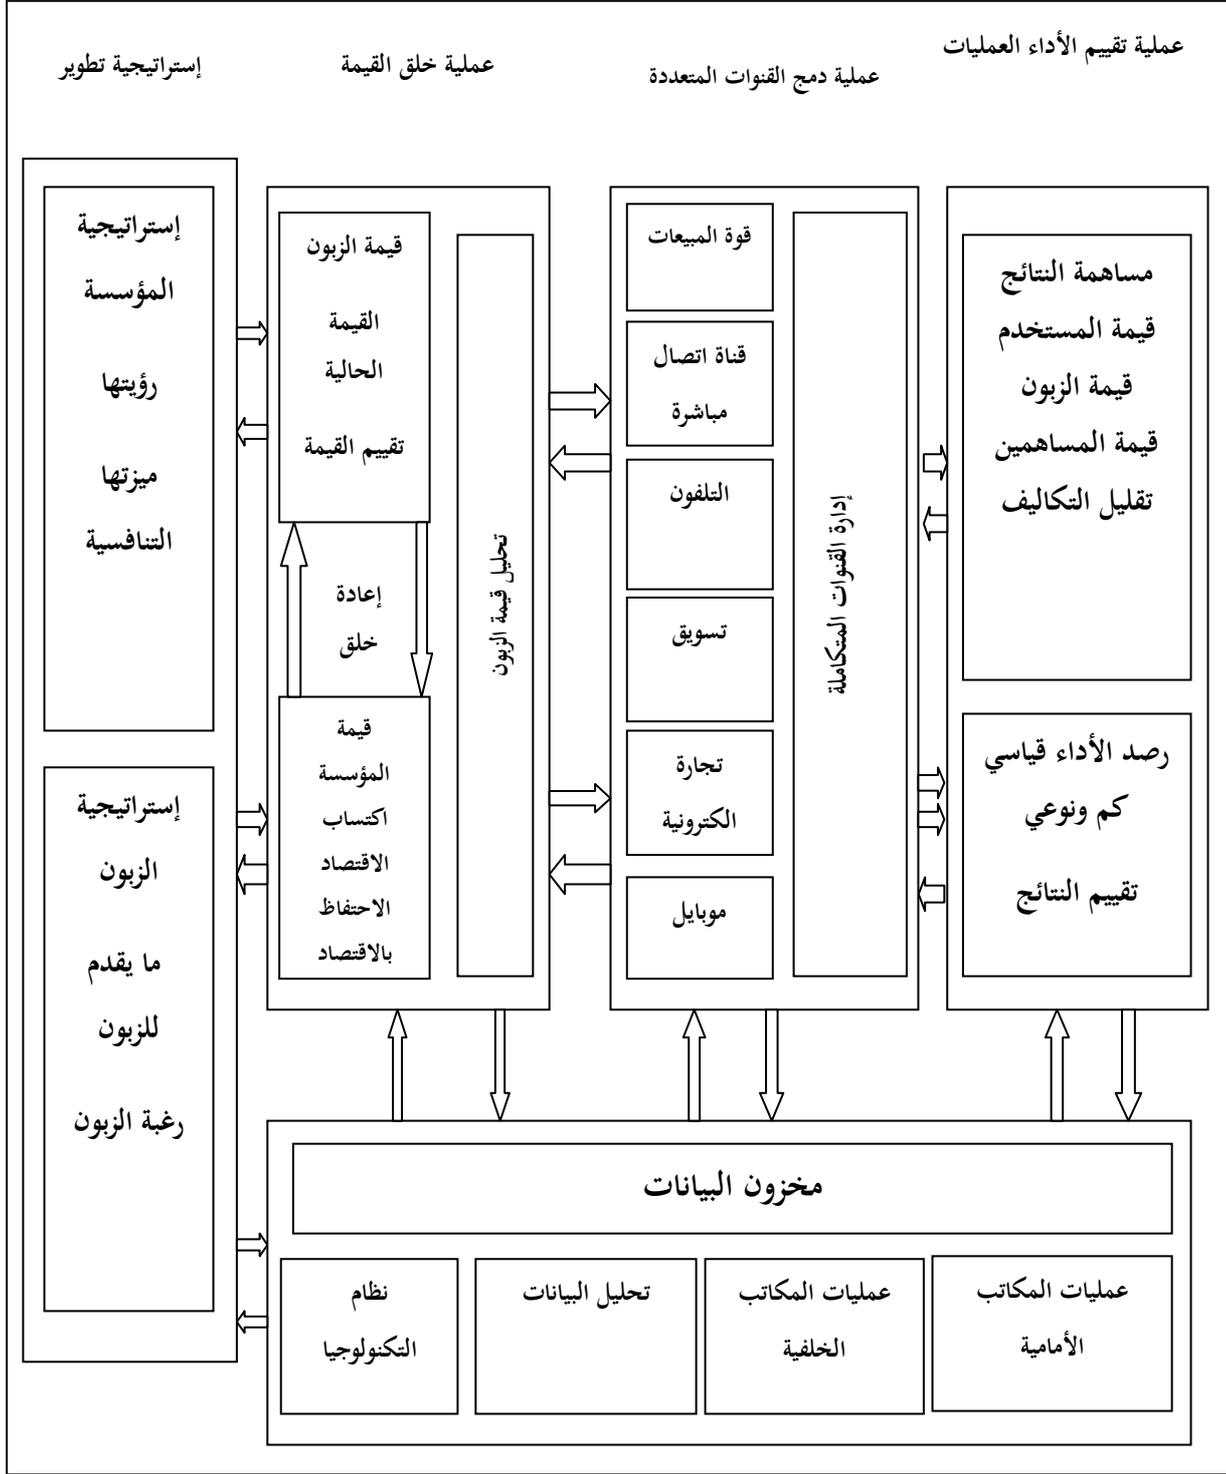 عملية تقييم الأداء العمليات
عملية دمج القنوات المتعددة
عملية خلق القيمة
إستراتيجية تطوير
مساهمة النتائج
قيمة المستخدم
قيمة الزبون
قيمة المساهمين
تقليل التكاليف
رصد الأداء قياسي
كم ونوعي
تقييم النتائج
إدارة القنوات المتكاملة
قوة المبيعات
قناة اتصال
مباشرة
التلفون
تسويق
تجارة
الكترونية
موبايل
تحليل قيمة الزبون
قيمة الزبون
القيمة
الحالية
تقييم القيمة
إعادة
خلق
قيمة
المؤسسة
اكتساب
الاقتصاد
الاحتفاظ
بالاقتصاد
إستراتيجية
المؤسسة
رؤيتها
ميزتها
التنافسية
إستراتيجية
الزبون
ما يقدم
للزبون
رغبة الزبون
مخزون البيانات
عمليات المكاتب
الأمامية
عمليات المكاتب
الخلفية
تحليل البيانات
نظام
التكنولوجيا